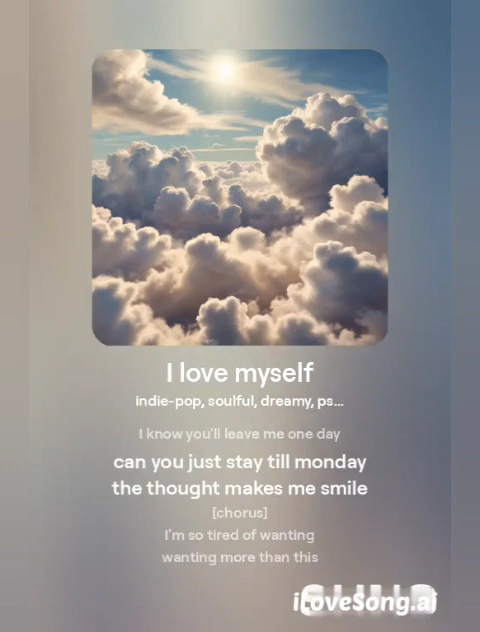 I love myself
indie-pop, soulful, dreamy, ps...
I know you'll leave me one day
can you just stay till monday
the thought makes me smile
[chorus]
I'm so tired of wanting
wanting more than this
iLoveSong.ai